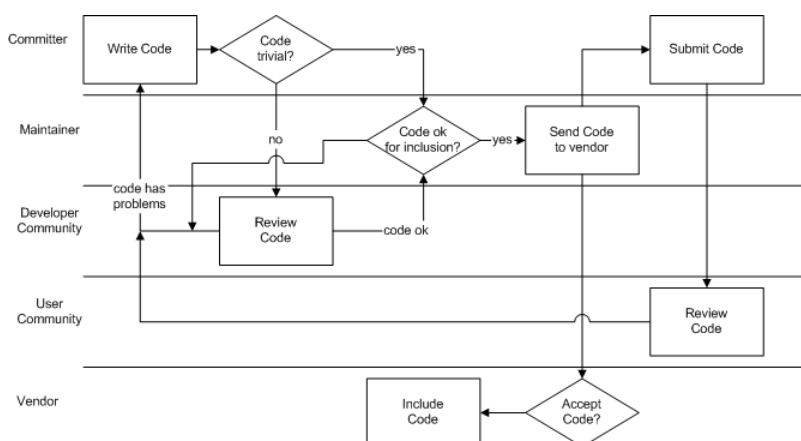 Committer
Write Code
Code
trivial?
yes
Submit Code
Maintainer
no
Code ok
for inclusion?
yes
Send Code
to vendor
code has
problems
Developer
Community
Review
Code
code ok
User
Community
Review
Code
Vendor
Include
Code
Accept
Code?